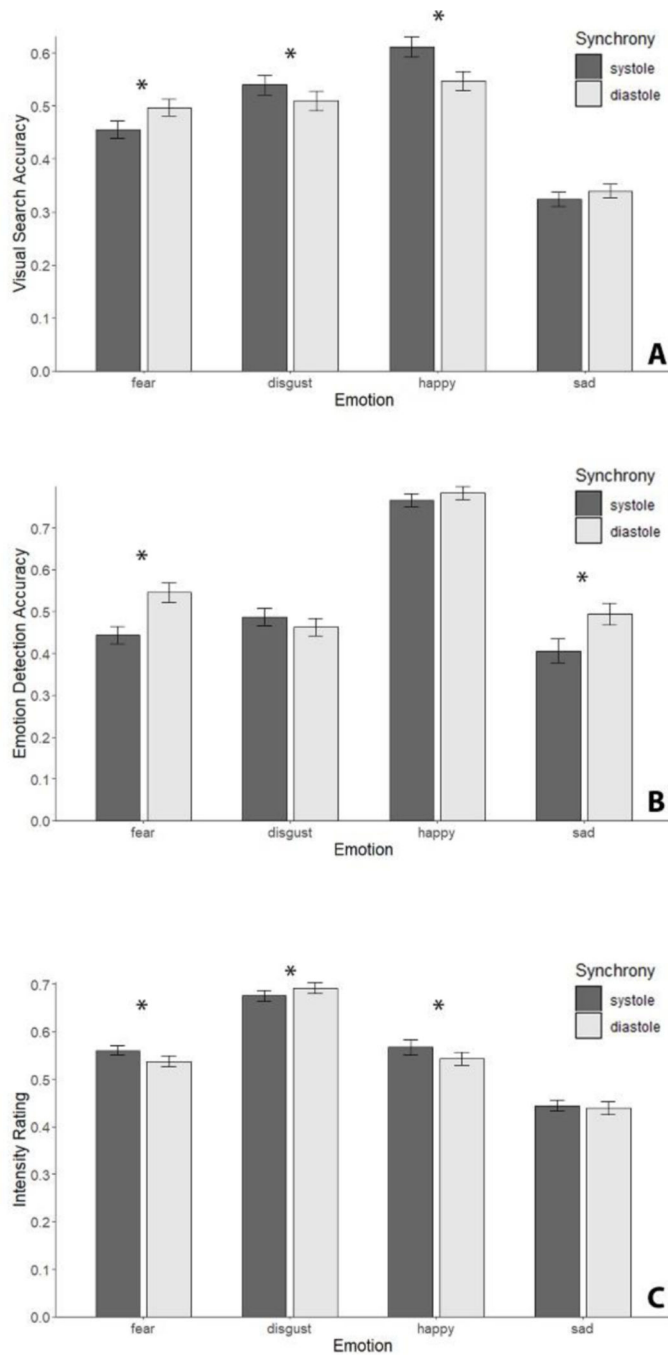 *
*
*
Synchrony
systole
diastole
Visual Search Accuracy
0.6
0.5
0.4
0.3
0.2
0.1
0.0
fear disgust happy sad
Emotion
A
Synchrony
systole
diastole
*
*
Emotion Detection Accuracy
0.7
0.6
0.5
0.4
0.3
0.2
0.1
0.0
fear disgust happy sad
Emotion
B
Synchrony
systole
diastole
*
*
*
Intensity Rating
0.7
0.6
0.5
0.4
0.3
0.2
0.1
0.0
fear disgust happy sad
Emotion
C